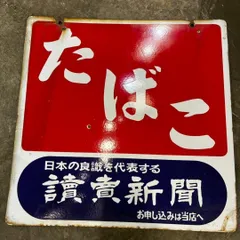 たばこ
日本の良識を代表する
讀賣新聞
お申し込みは当店へ